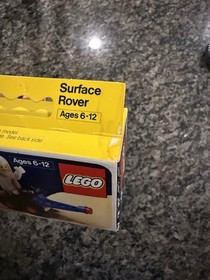 Surface
Rover
Ages 6-12
model
See back side.
Ages 6-12
LEGO